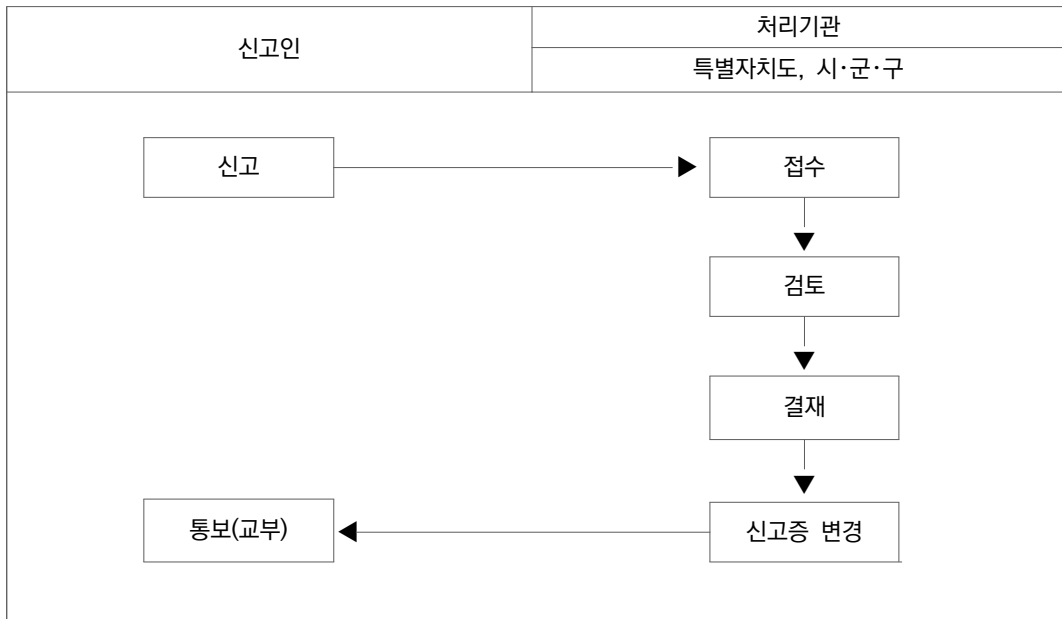 신고인
처리기관
특별자치도, 시·군·구
신고
접수
검토
결재
통보(교부)
신고증 변경